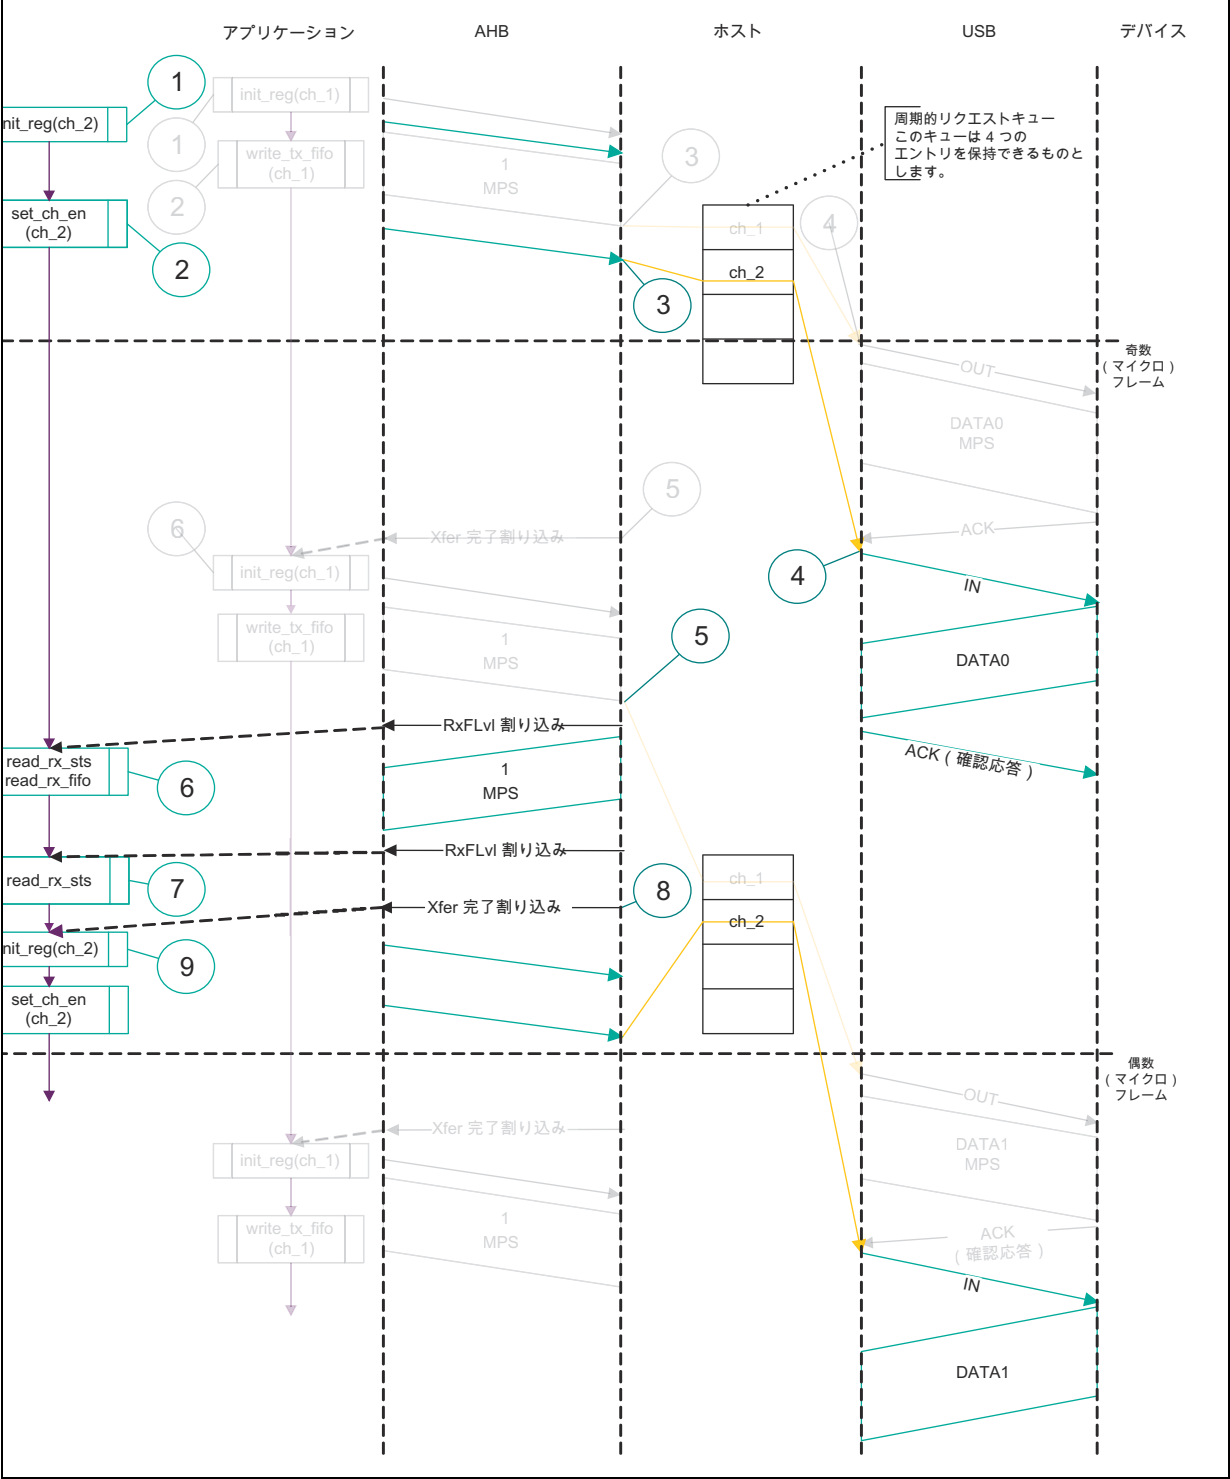 アプリケーション
AHB
ホスト
USB
デバイス
1
init_reg(ch_1)
nit_reg(ch_2)
1
write_tx_fifo
(ch_1)
1
MPS
3
周期的リクエストキュー
このキューは 4 つの
エントリを保持できるものと
します。
2
set_ch_en
(ch_2)
2
ch_1
4
ch_2
3
奇数
( マイクロ )
フレーム
OUT
DATA0
MPS
5
6
Xfer 完了割り込み
ACK
init_reg(ch_1)
4
IN
write_tx_fifo
(ch_1)
1
MPS
5
DATA0
RxFLvl 割り込み
read_rx_sts
read_rx_fifo
6
1
MPS
ACK ( 確認応答 )
RxFLvl 割り込み
read_rx_sts
7
8
ch_1
Xfer 完了割り込み
ch_2
nit_reg(ch_2)
9
set_ch_en
(ch_2)
偶数
( マイクロ )
フレーム
OUT
Xfer 完了割り込み
DATA1
MPS
init_reg(ch_1)
write_tx_fifo
(ch_1)
1
MPS
ACK
( 確認応答 )
IN
DATA1